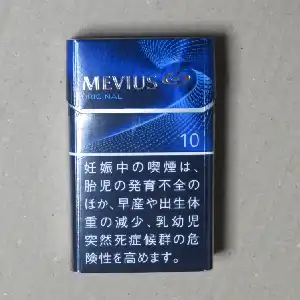 MEVIUS
ORIGINAL
10
妊娠中の喫煙は、
胎児の発育不全の
ほか、早産や出生体
重の減少、乳幼児
突然死症候群の危
険性を高めます。